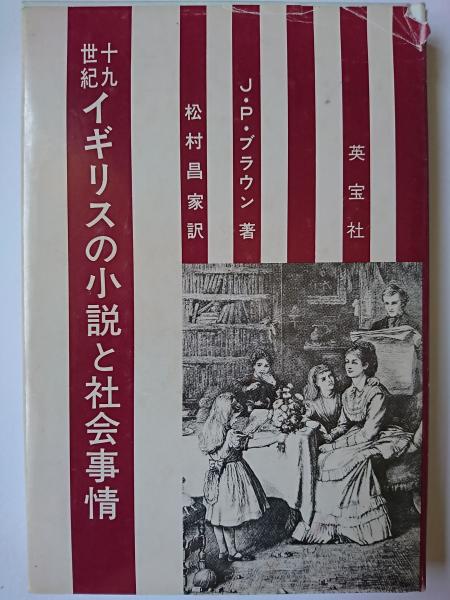 十九世紀イギリスの小説と社会事情
J・P・ブラウン著
松村昌家訳
英宝社